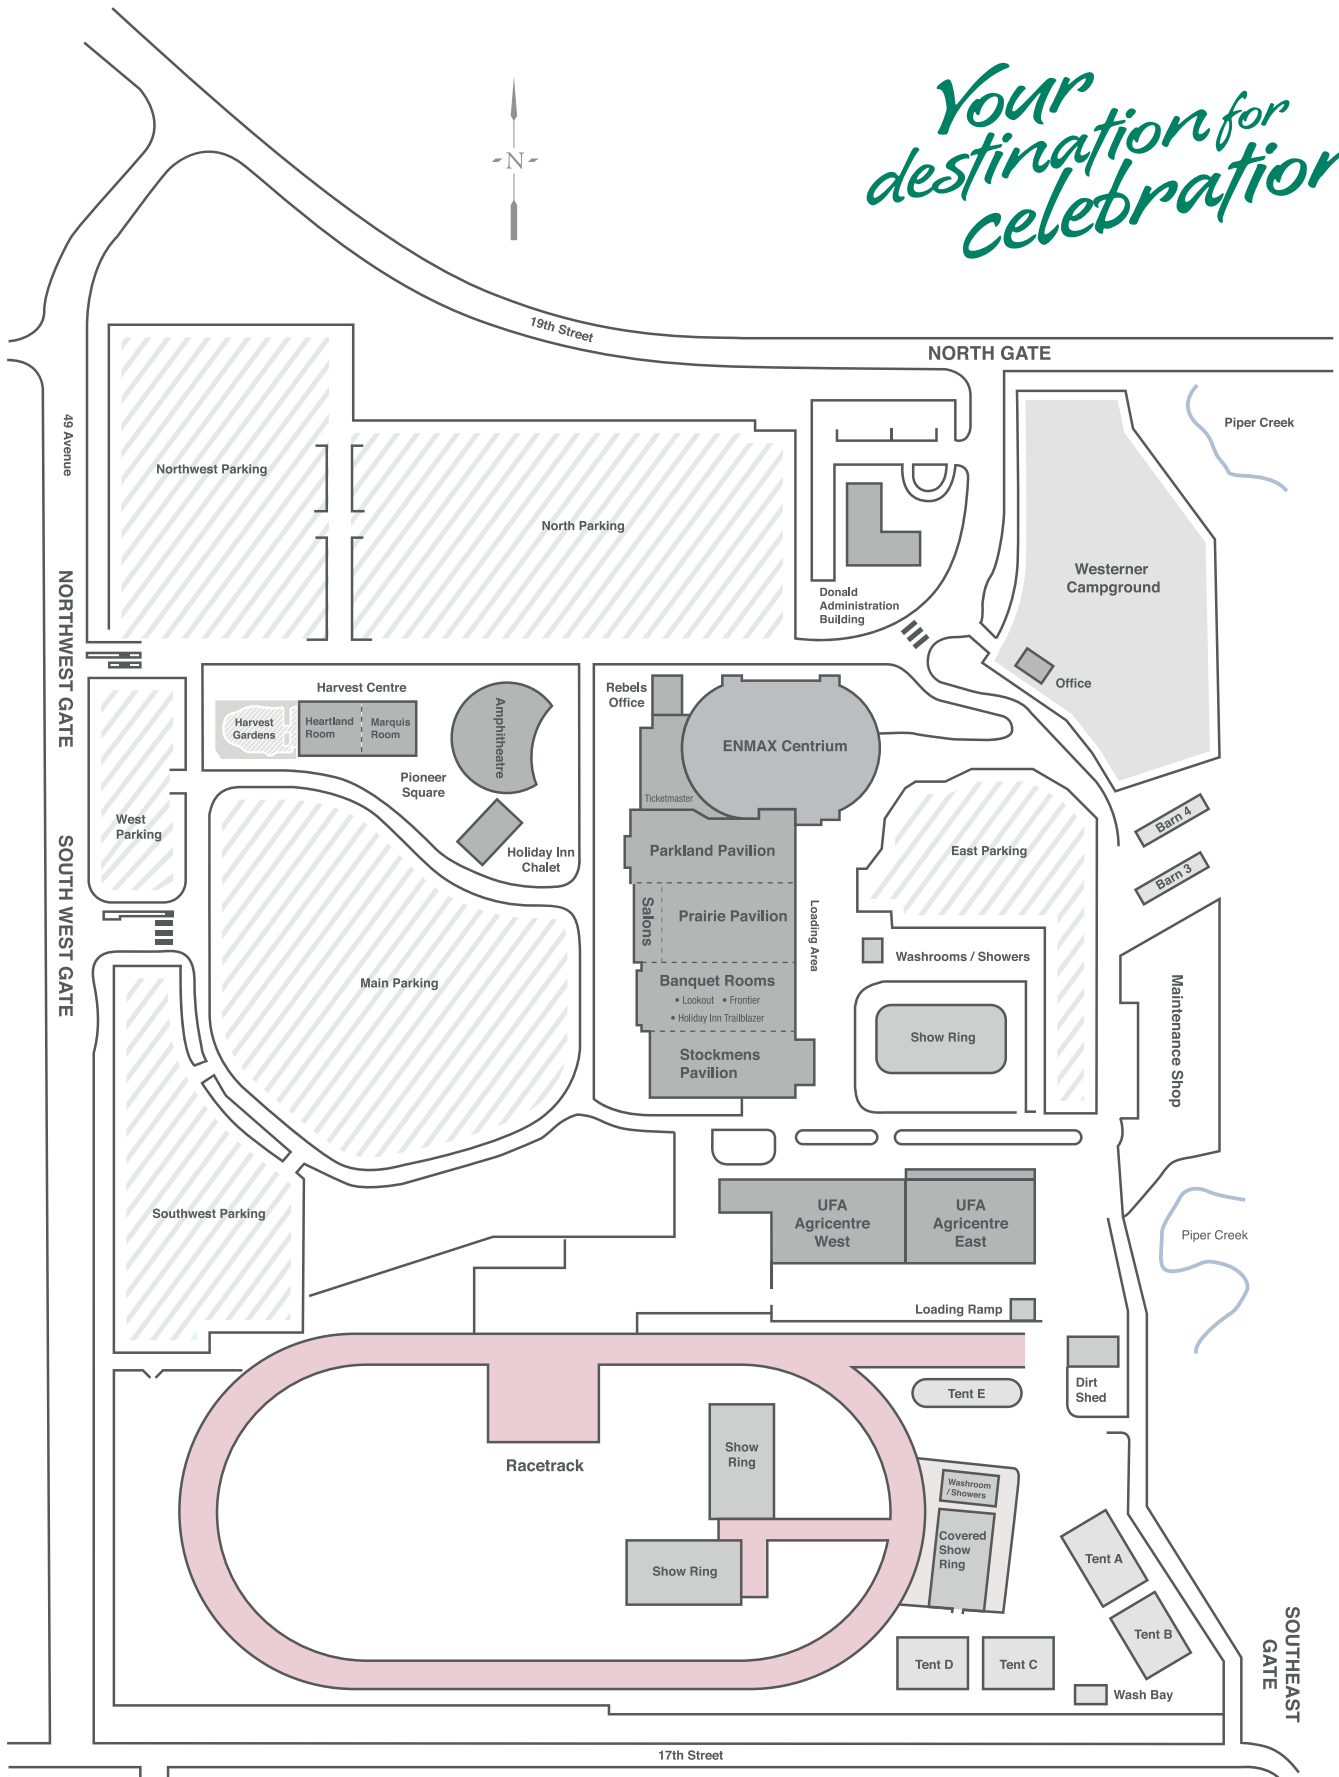 Your
destination for
celebration
N
19th Street
NORTH GATE
49 Avenue
Piper Creek
Northwest Parking
North Parking
Westerner
Campground
Donald
Administration
Building
NORTHWEST GATE
Office
Harvest Centre
Rebels
Office
Harvest
Gardens
Heartland
Room
Marquis
Room
Amphitheatre
ENMAX Centrium
Pioneer
Square
Ticketmaster
West
Parking
Holiday Inn
Chalet
Parkland Pavilion
East Parking
Barn 4
Barn 3
SOUTH WEST GATE
Salons
Prairie Pavilion
Loading Area
Washrooms / Showers
Main Parking
Banquet Rooms
• Lookout • Frontier
• Holiday Inn Trailblazer
Maintenance Shop
Show Ring
Stockmens
Pavilion
Southwest Parking
UFA
Agricentre
West
UFA
Agricentre
East
Piper Creek
Loading Ramp
Dirt
Shed
Tent E
Racetrack
Show
Ring
Washroom
/ Showers
Covered
Show
Ring
Tent A
Show Ring
Tent B
Tent D
Tent C
Wash Bay
SOUTHEAST
GATE
17th Street